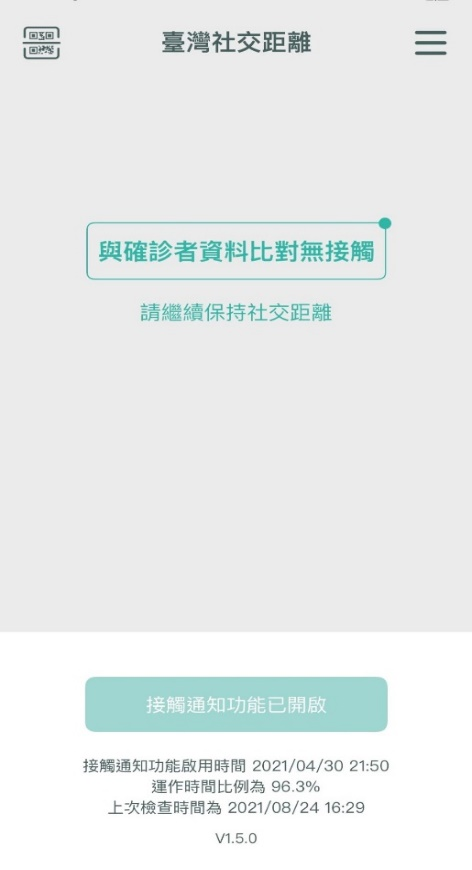 臺灣社交距離
與確診者資料比對無接觸
請繼續保持社交距離
接觸通知功能已開啟
接觸通知功能啟用時間 2021/04/30 21:50
運作時間比例為 96.3%
上次檢查時間為 2021/08/24 16:29
V1.5.0